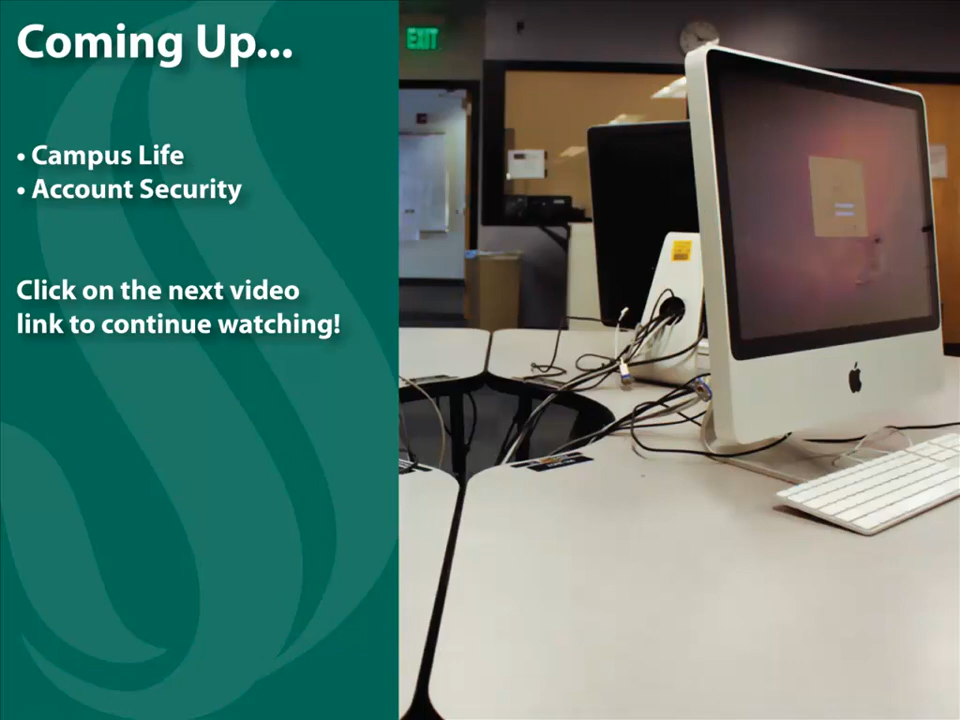 Coming Up...
• Campus Life
• Account Security
Click on the next video
link to continue watching!
EXIT